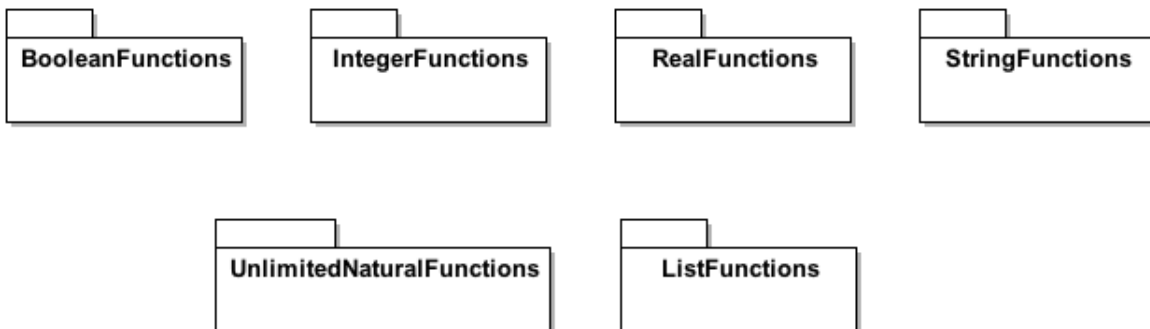 BooleanFunctions
IntegerFunctions
RealFunctions
StringFunctions
UnlimitedNaturalFunctions
ListFunctions